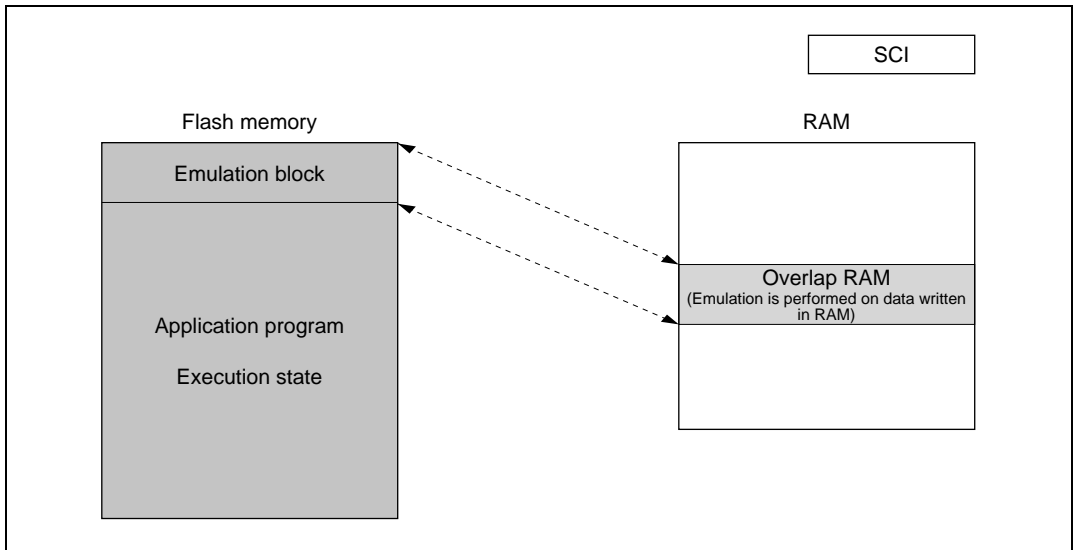 SCI
Flash memory
RAM
Emulation block
Overlap RAM
(Emulation is performed on data written
in RAM)
Application program
Execution state